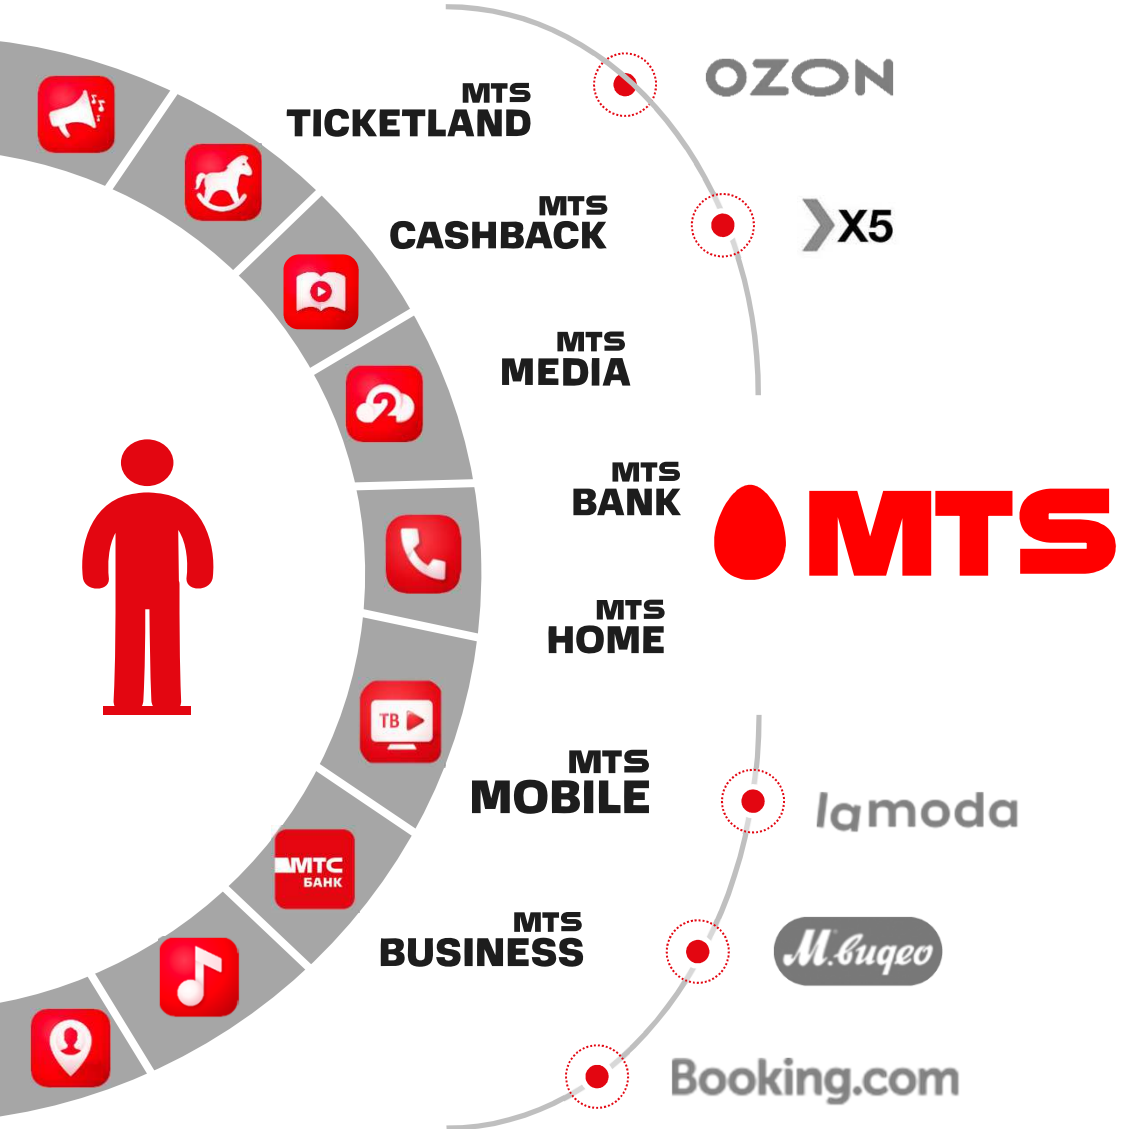 MTS
TICKETLAND
OZON
MTS
CASHBACK
X5
MTS
MEDIA
MTS
BANK
MTS
MTS
HOME
ТВ
MTS
MOBILE
lamoda
МТС
БАНК
MTS
BUSINESS
М.видео
Booking.com